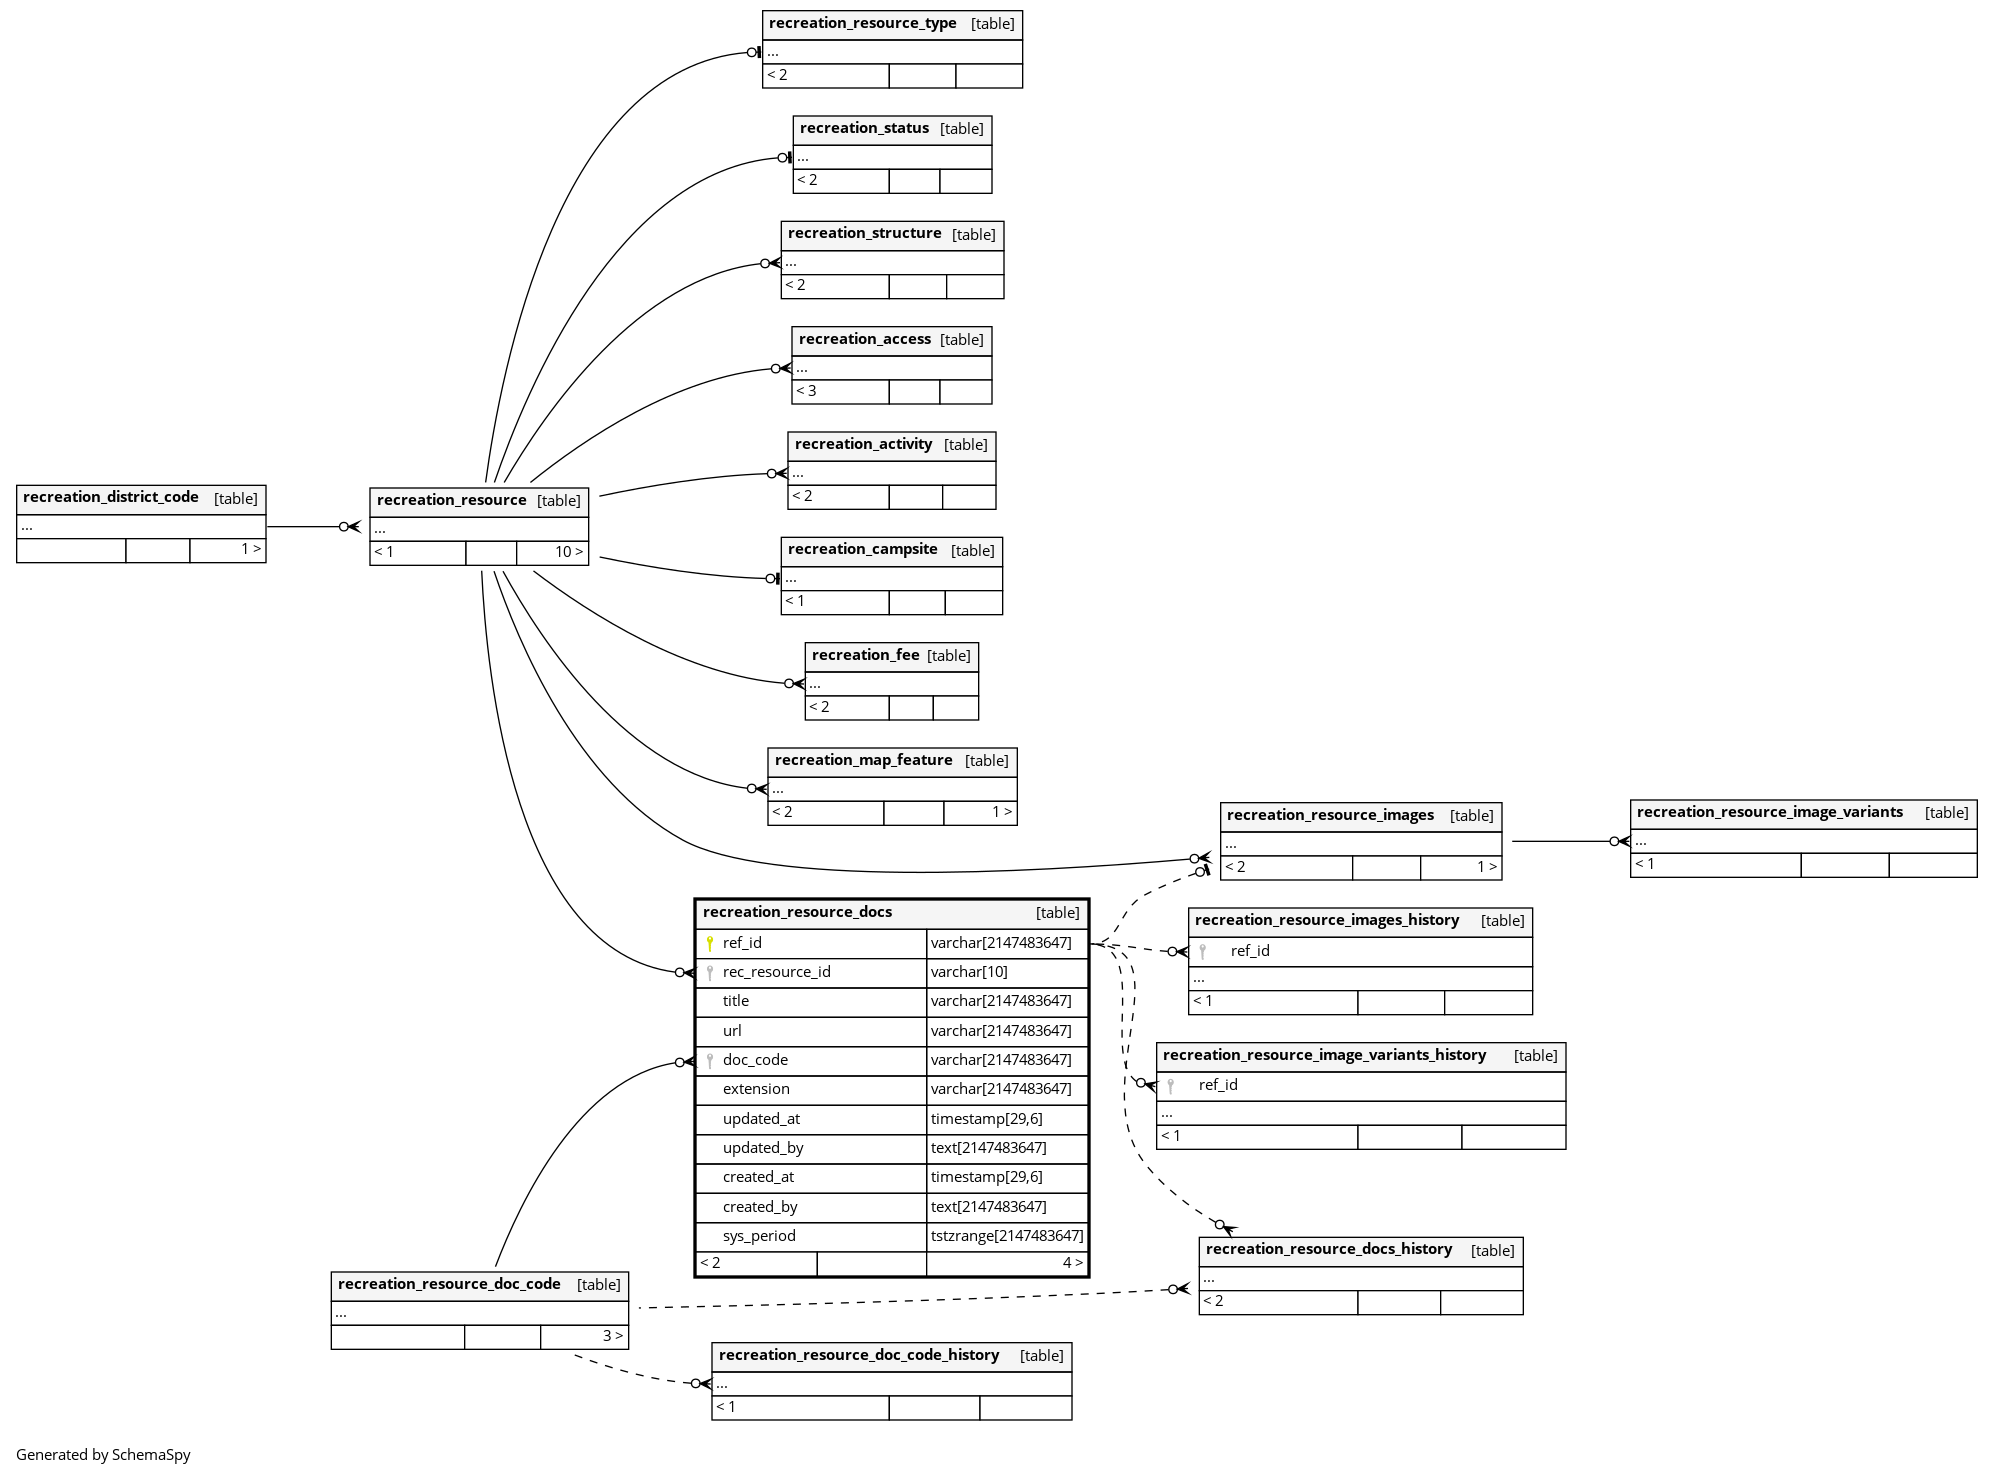 recreation_resource_type [table]
...
< 2
recreation_status [table]
...
< 2
recreation_structure [table]
...
< 2
recreation_access [table]
...
< 3
recreation_activity [table]
...
< 2
recreation_district_code [table]
...
1 >
recreation_resource [table]
...
< 1 10 >
recreation_campsite [table]
...
< 1
recreation_fee [table]
...
< 2
recreation_map_feature [table]
...
< 2 1 >
recreation_resource_images [table]
...
< 2 1 >
recreation_resource_image_variants [table]
...
< 1
recreation_resource_docs [table]
ref_id varchar[2147483647]
rec_resource_id varchar[10]
title varchar[2147483647]
url varchar[2147483647]
doc_code varchar[2147483647]
extension varchar[2147483647]
updated_at timestamp[29,6]
updated_by text[2147483647]
created_at timestamp[29,6]
created_by text[2147483647]
sys_period tstzrange[2147483647]
< 2 4 >
recreation_resource_images_history [table]
ref_id
...
< 1
recreation_resource_image_variants_history [table]
ref_id
...
< 1
recreation_resource_docs_history [table]
...
< 2
recreation_resource_doc_code [table]
...
3 >
recreation_resource_doc_code_history [table]
...
< 1
Generated by SchemaSpy